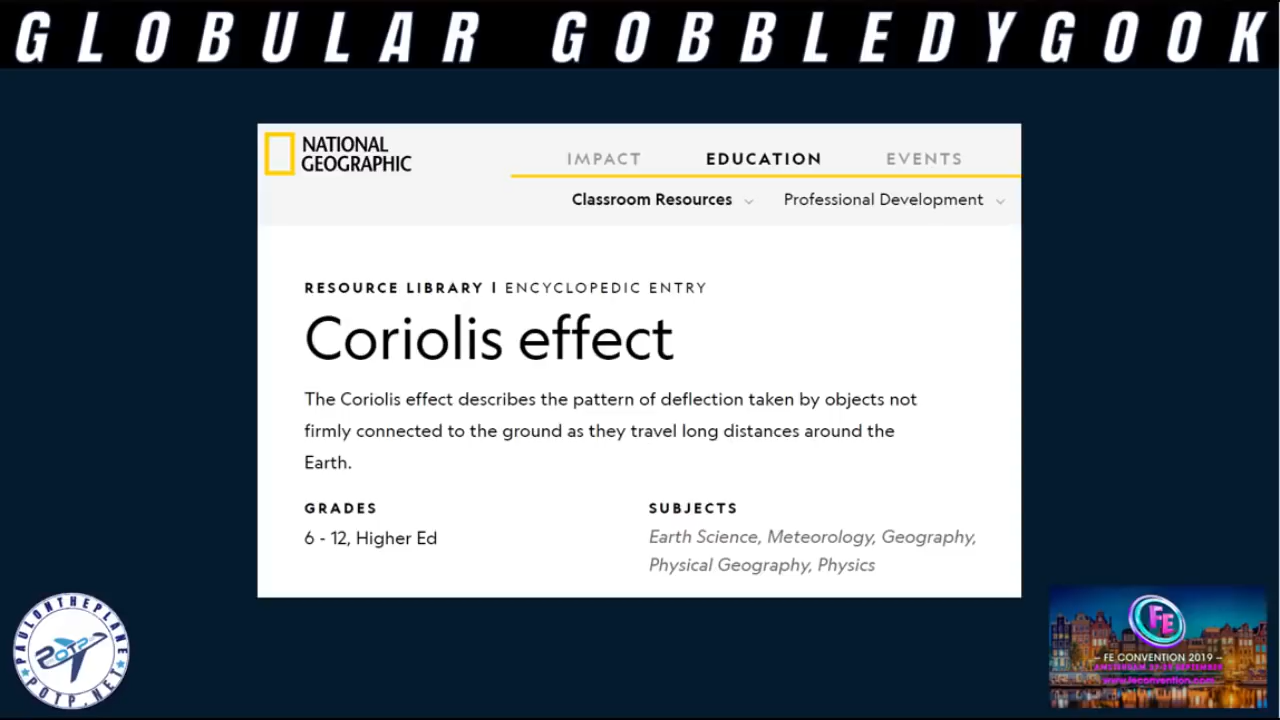 GLOBULAR GOBBLEDYGOOK
NATIONAL
GEOGRAPHIC
IMPACT
EDUCATION
EVENTS
Classroom Resources
Professional Development
RESOURCE LIBRARY | ENCYCLOPEDIC ENTRY
Coriolis effect
The Coriolis effect describes the pattern of deflection taken by objects not
firmly connected to the ground as they travel long distances around the
Earth.
GRADES
6 - 12, Higher Ed
SUBJECTS
Earth Science, Meteorology, Geography,
Physical Geography, Physics
PAULONTHEPLANE
POTP
POTP.NET
FE
– FE CONVENTION 2019 –
www.feconvention.com